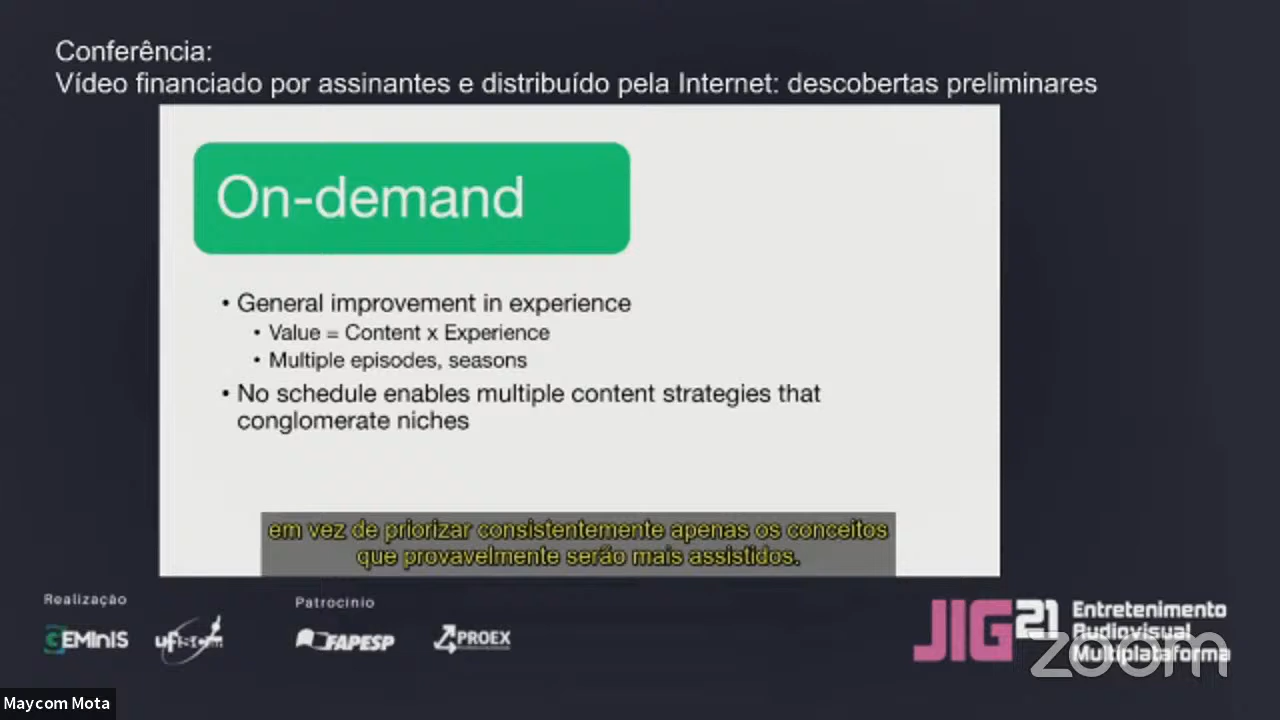 Conferência:
Vídeo financiado por assinantes e distribuído pela Internet: descobertas preliminares
On-demand
• General improvement in experience
• Value = Content x Experience
• Multiple episodes, seasons
• No schedule enables multiple content strategies that
conglomerate niches
em vez de priorizar consistentemente apenas os conceitos
que provavelmente serão mais assistidos.
Realização
Patrocínio
GEMInIS
FAPESP
PROEX
JIG21
Entretenimento
Audiovisual
Multiplataforma
zoom
Maycom Mota